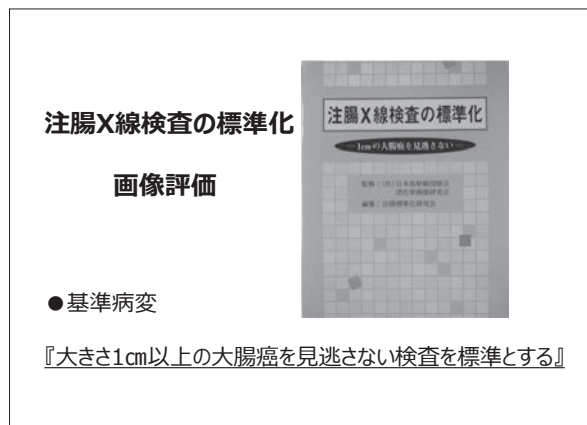 注腸X線検査の標準化
画像評価
注腸X線検査の標準化
―1cmの大腸癌を見逃さない―
●基準病変
『大きさ1cm以上の大腸癌を見逃さない検査を標準とする』